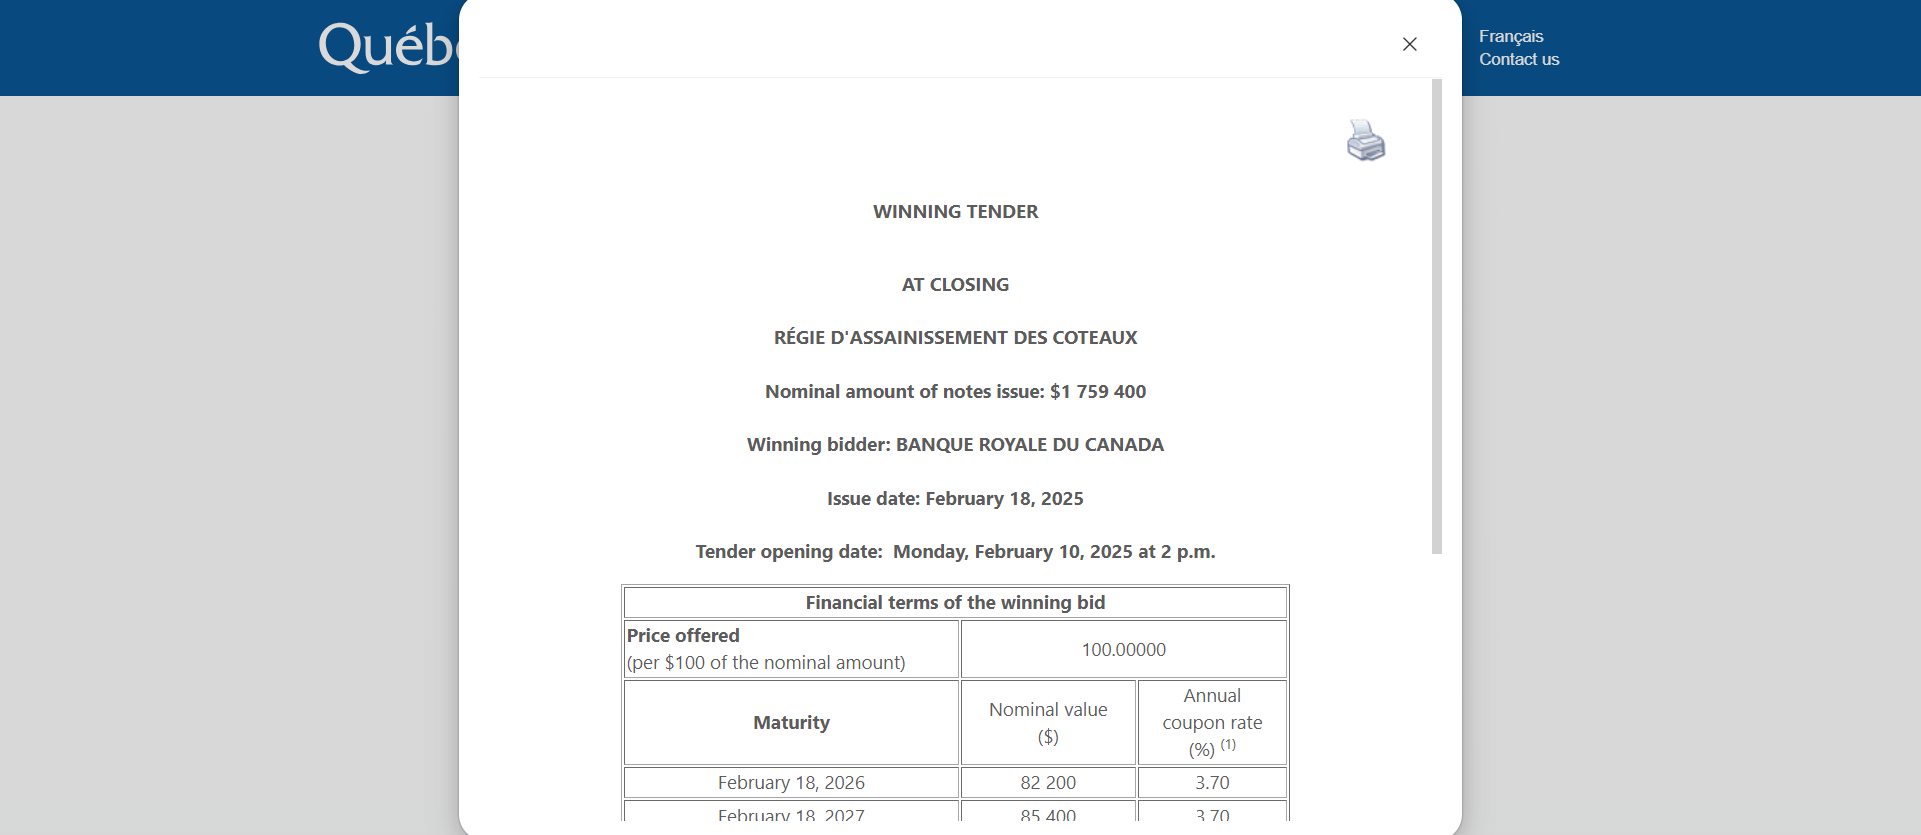 Québ
Français
Contact us
WINNING TENDER
AT CLOSING
RÉGIE D'ASSAINISSEMENT DES COTEAUX
Nominal amount of notes issue: $1 759 400
Winning bidder: BANQUE ROYALE DU CANADA
Issue date: February 18, 2025
Tender opening date:  Monday, February 10, 2025 at 2 p.m.
Financial terms of the winning bid
Price offered
(per $100 of the nominal amount)
100.00000
Maturity
Nominal value
($)
Annual
coupon rate
(%) (1)
February 18, 2026
82 200
3.70
February 18, 2027
85 400
3.70